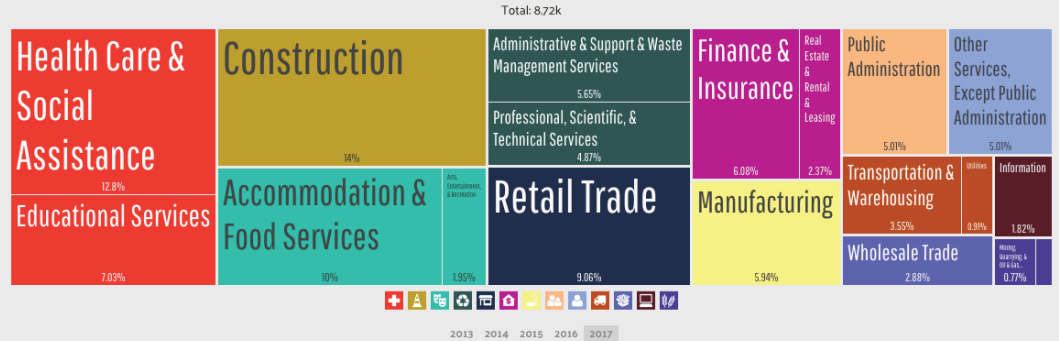 Total: 8.72k
Health Care &
Social
Assistance
12.8%
Educational Services
7.03%
Construction
14%
Accommodation &
Food Services
10%
Arts,
Entertainment,
& Recreation
1.95%
Administrative & Support & Waste
Management Services
5.65%
Professional, Scientific, &
Technical Services
4.87%
Retail Trade
9.06%
Finance &
Insurance
6.08%
Real
Estate
&
Rental
&
Leasing
2.37%
Manufacturing
5.94%
Public
Administration
5.01%
Other
Services,
Except Public
Administration
5.01%
Transportation &
Warehousing
3.55%
Utilities
0.91%
Information
1.82%
Wholesale Trade
2.88%
Mining,
Quarrying, &
Oil & Gas...
0.77%
2013 2014 2015 2016 2017